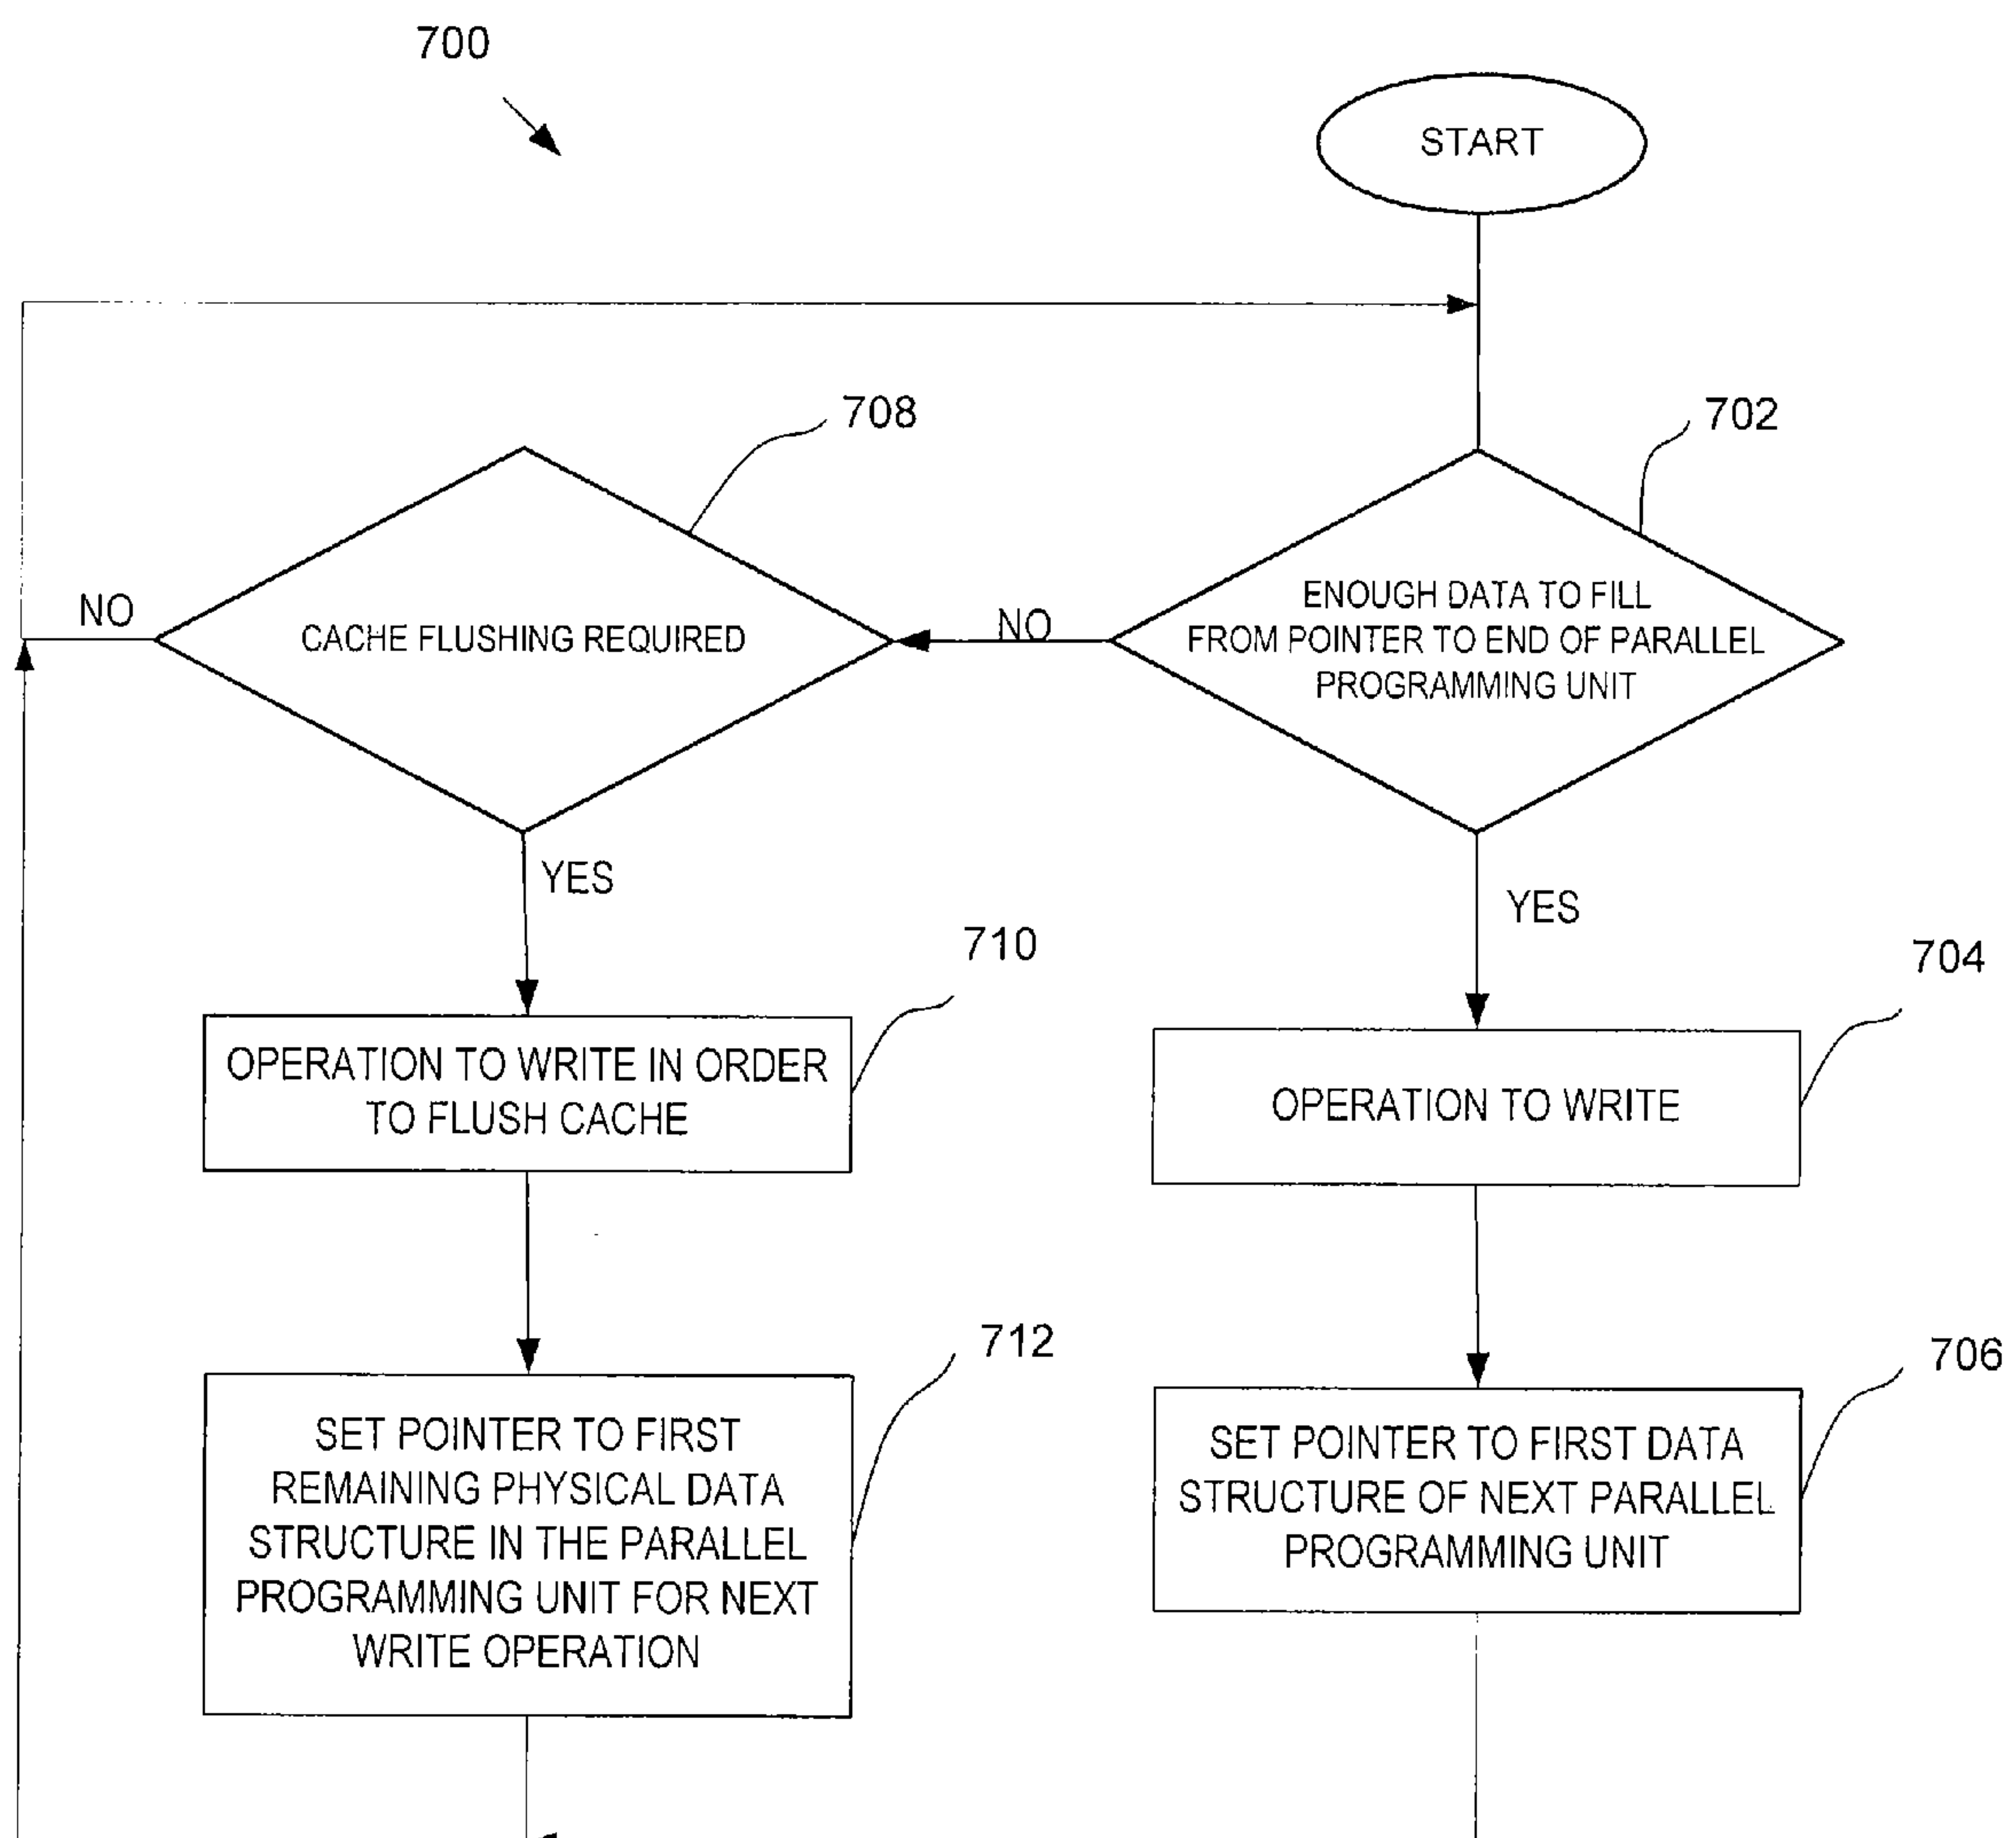 700
START
708
702
ENOUGH DATA TO FILL
FROM POINTER TO END OF PARALLEL
PROGRAMMING UNIT
NO
CACHE FLUSHING REQUIRED
NO
YES
YES
710
704
OPERATION TO WRITE IN ORDER
TO FLUSH CACHE
OPERATION TO WRITE
712
706
SET POINTER TO FIRST
REMAINING PHYSICAL DATA
STRUCTURE IN THE PARALLEL
PROGRAMMING UNIT FOR NEXT
WRITE OPERATION
SET POINTER TO FIRST DATA
STRUCTURE OF NEXT PARALLEL
PROGRAMMING UNIT